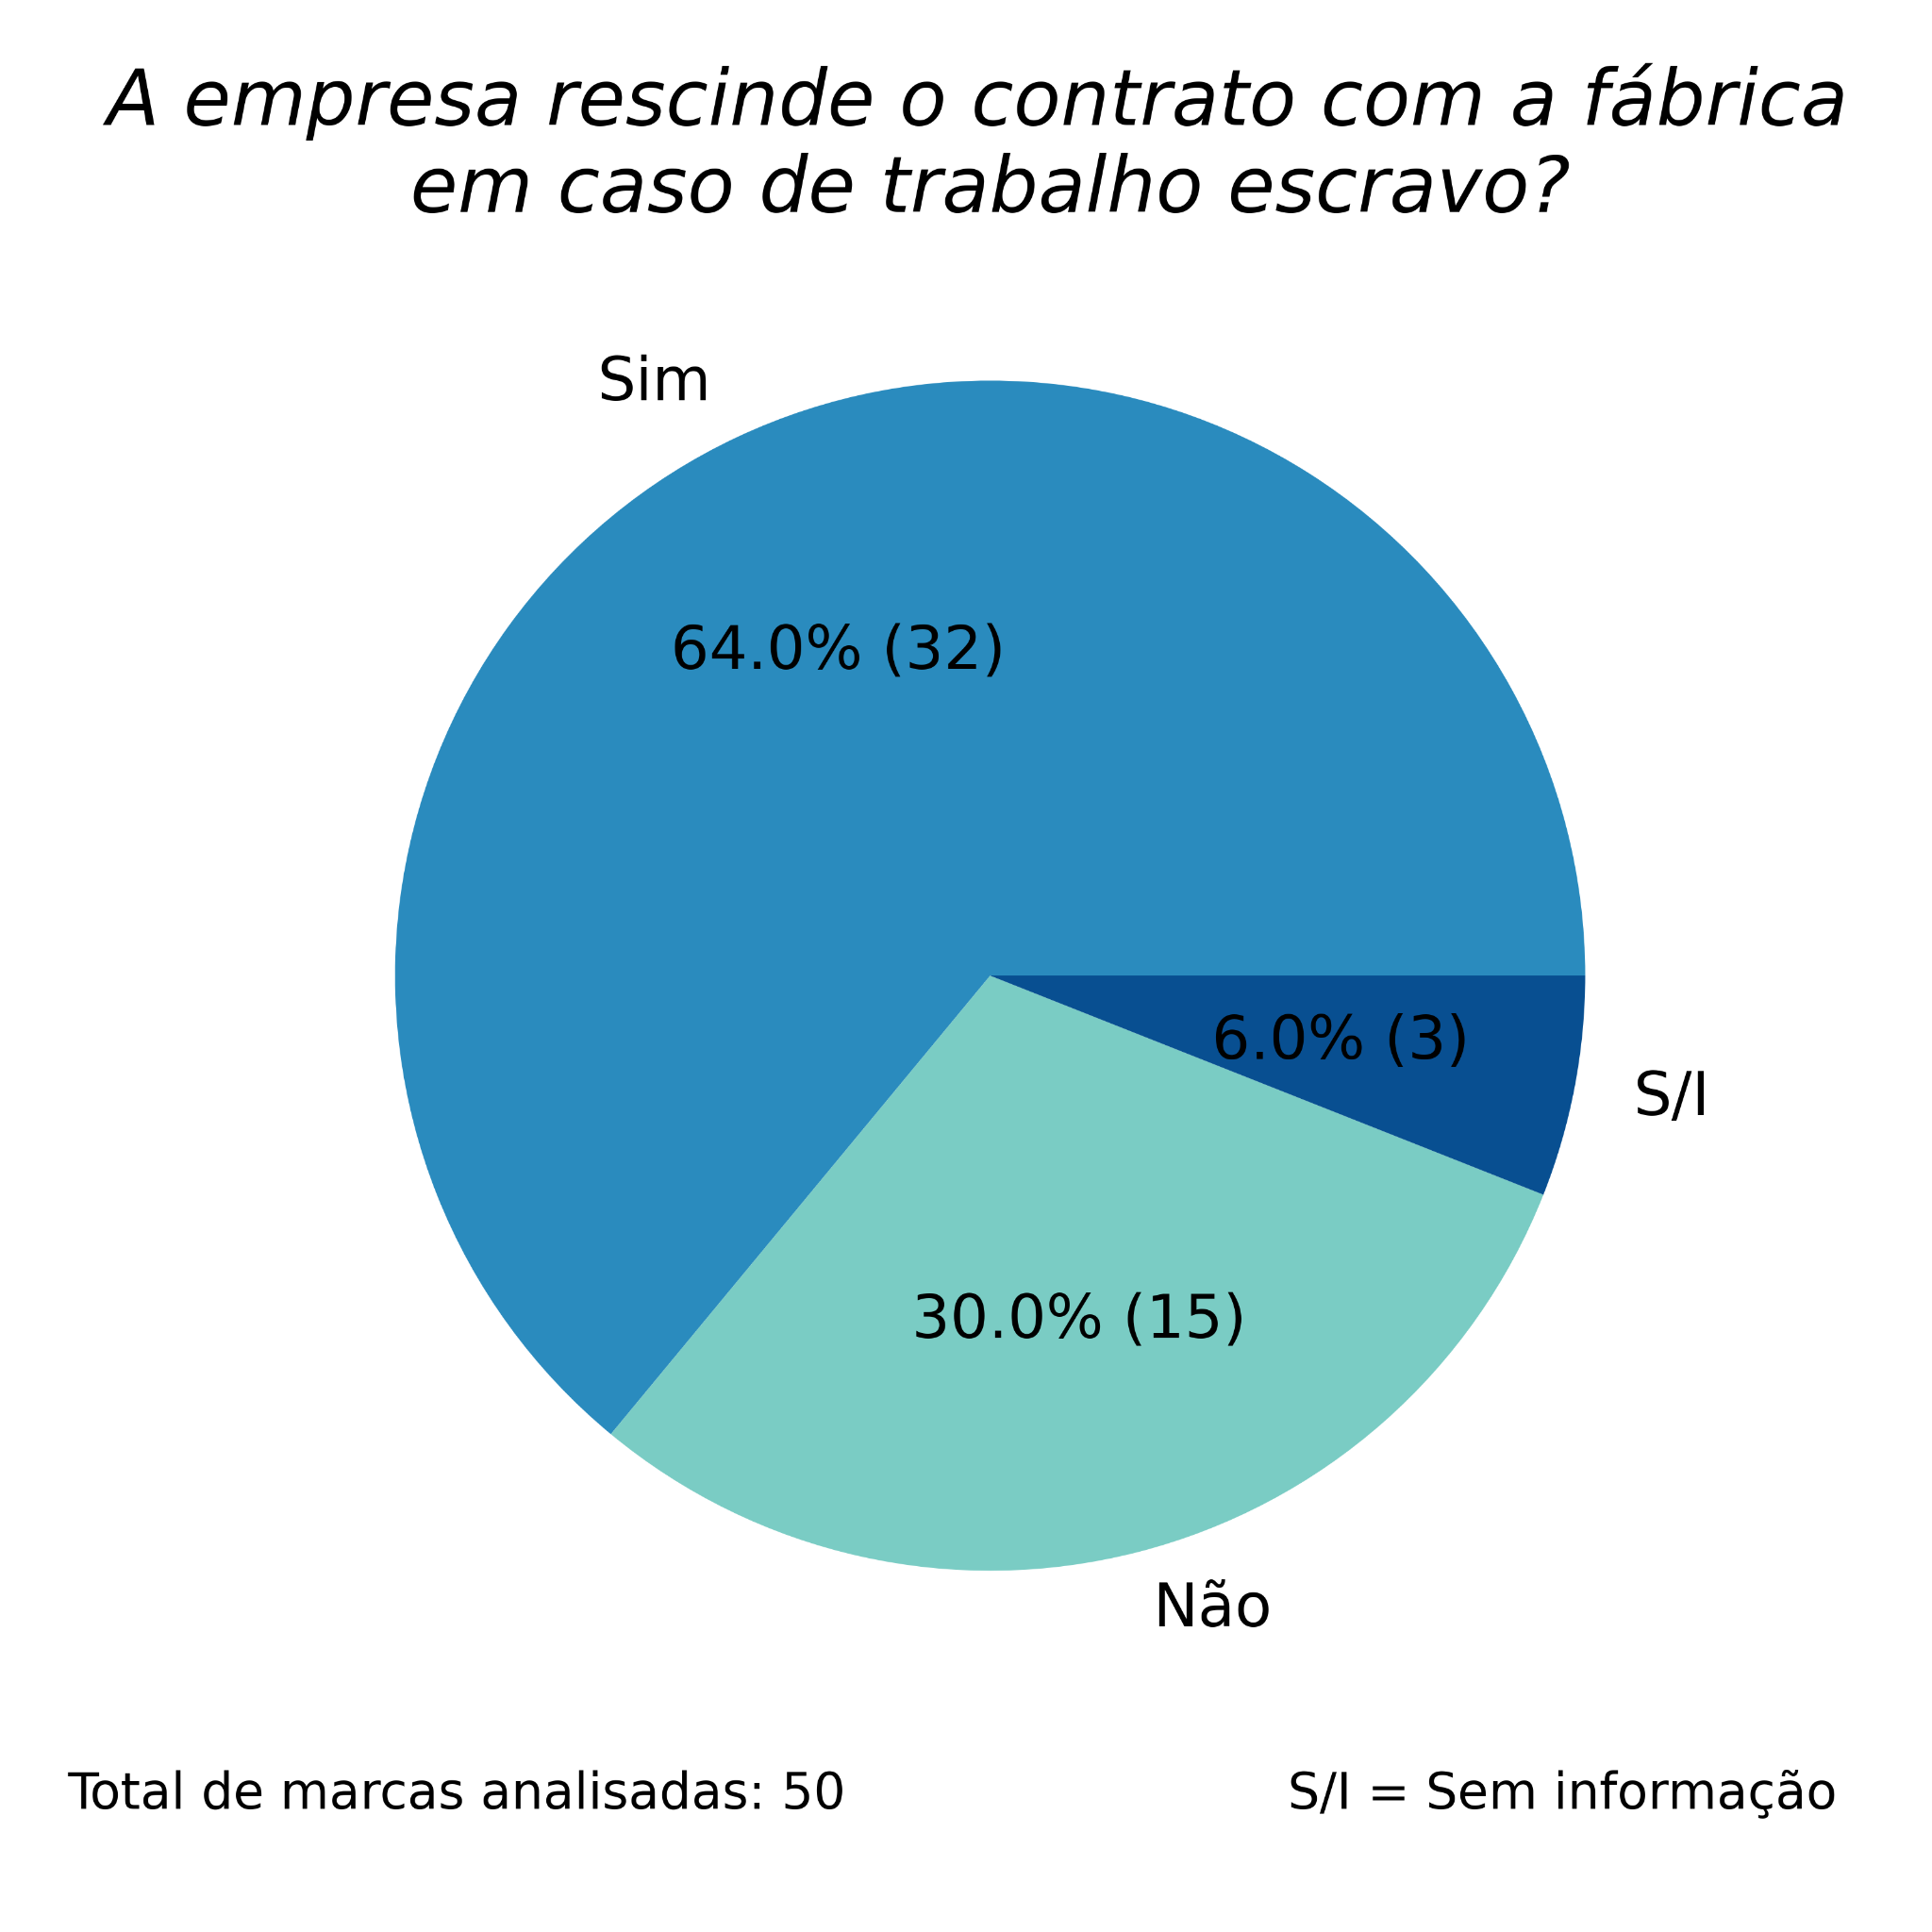 A empresa rescinde o contrato com a fábrica
em caso de trabalho escravo?
Sim
64.0% (32)
6.0% (3)
S/I
30.0% (15)
Não
Total de marcas analisadas: 50
S/I = Sem informação